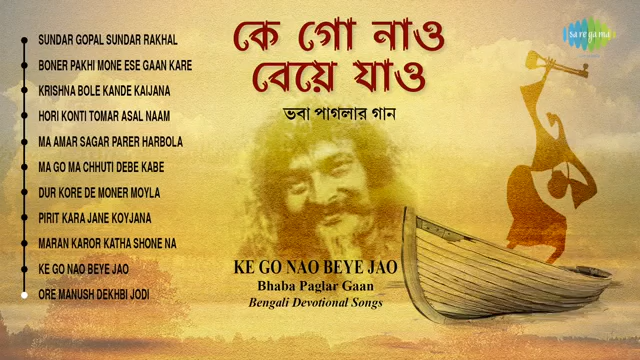 SUNDAR GOPAL SUNDAR RAKHAL
BONER PAKHI MONE ESE GAAN KARE
KRISHNA BOLE KANDE KAIJANA
HORI KONTI TOMAR ASAL NAAM
MA AMAR SAGAR PARER HARBOLA
MA GO MA CHHUTI DEBE KABE
DUR KORE DE MONER MOYLA
PIRIT KARA JANE KOYJANA
MARAN KAROR KATHA SHONE NA
KE GO NAO BEYE JAO
ORE MANUSH DEKHBI JODI
কে গো নাও
বেয়ে যাও
ভবা পাগলার গান
KE GO NAO BEYE JAO
Bhaba Paglar Gaan
Bengali Devotional Songs
saregama